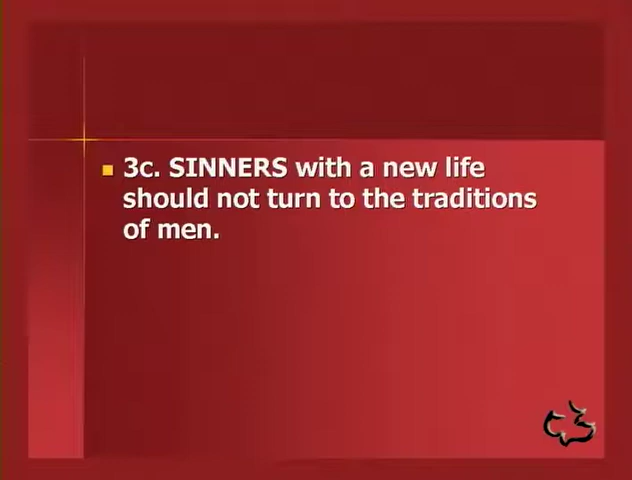 3c. SINNERS with a new life
should not turn to the traditions
of men.